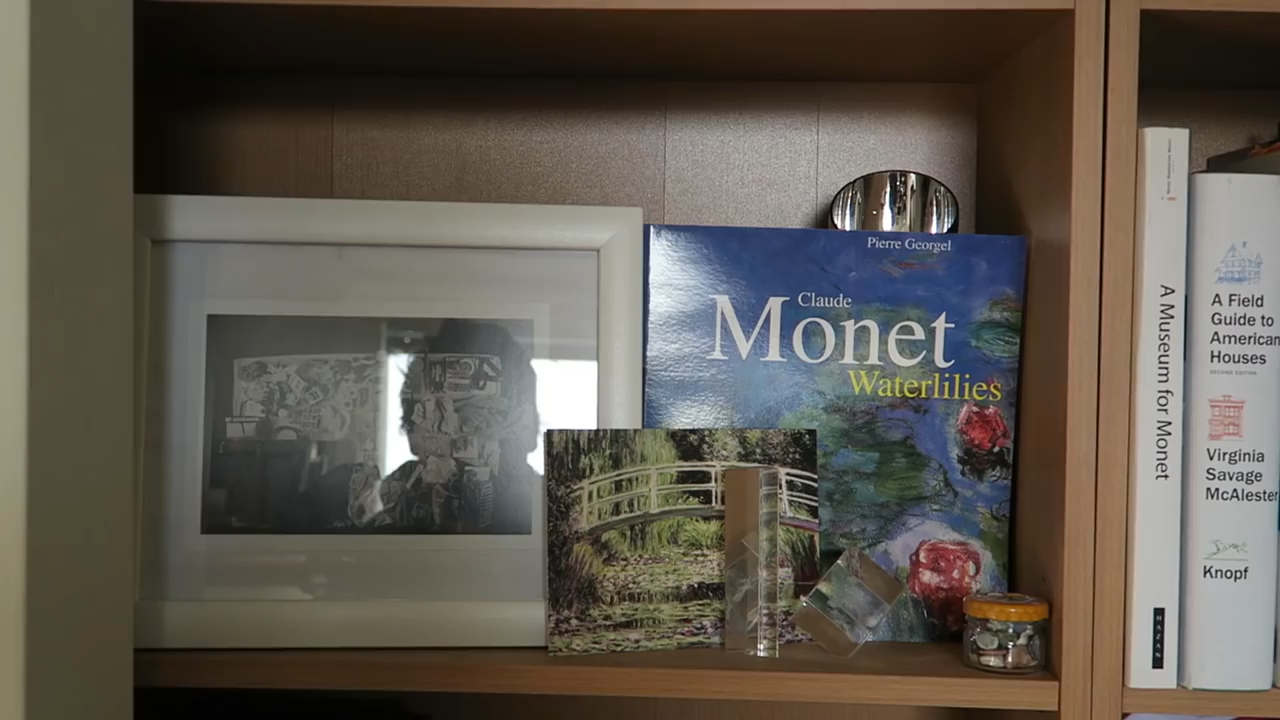 Pierre Georgel
Claude
Monet
Waterlilies
A Museum for Monet
HAZAN
A Field
Guide to
American
Houses
SECOND EDITION
Virginia
Savage
McAlester
Knopf